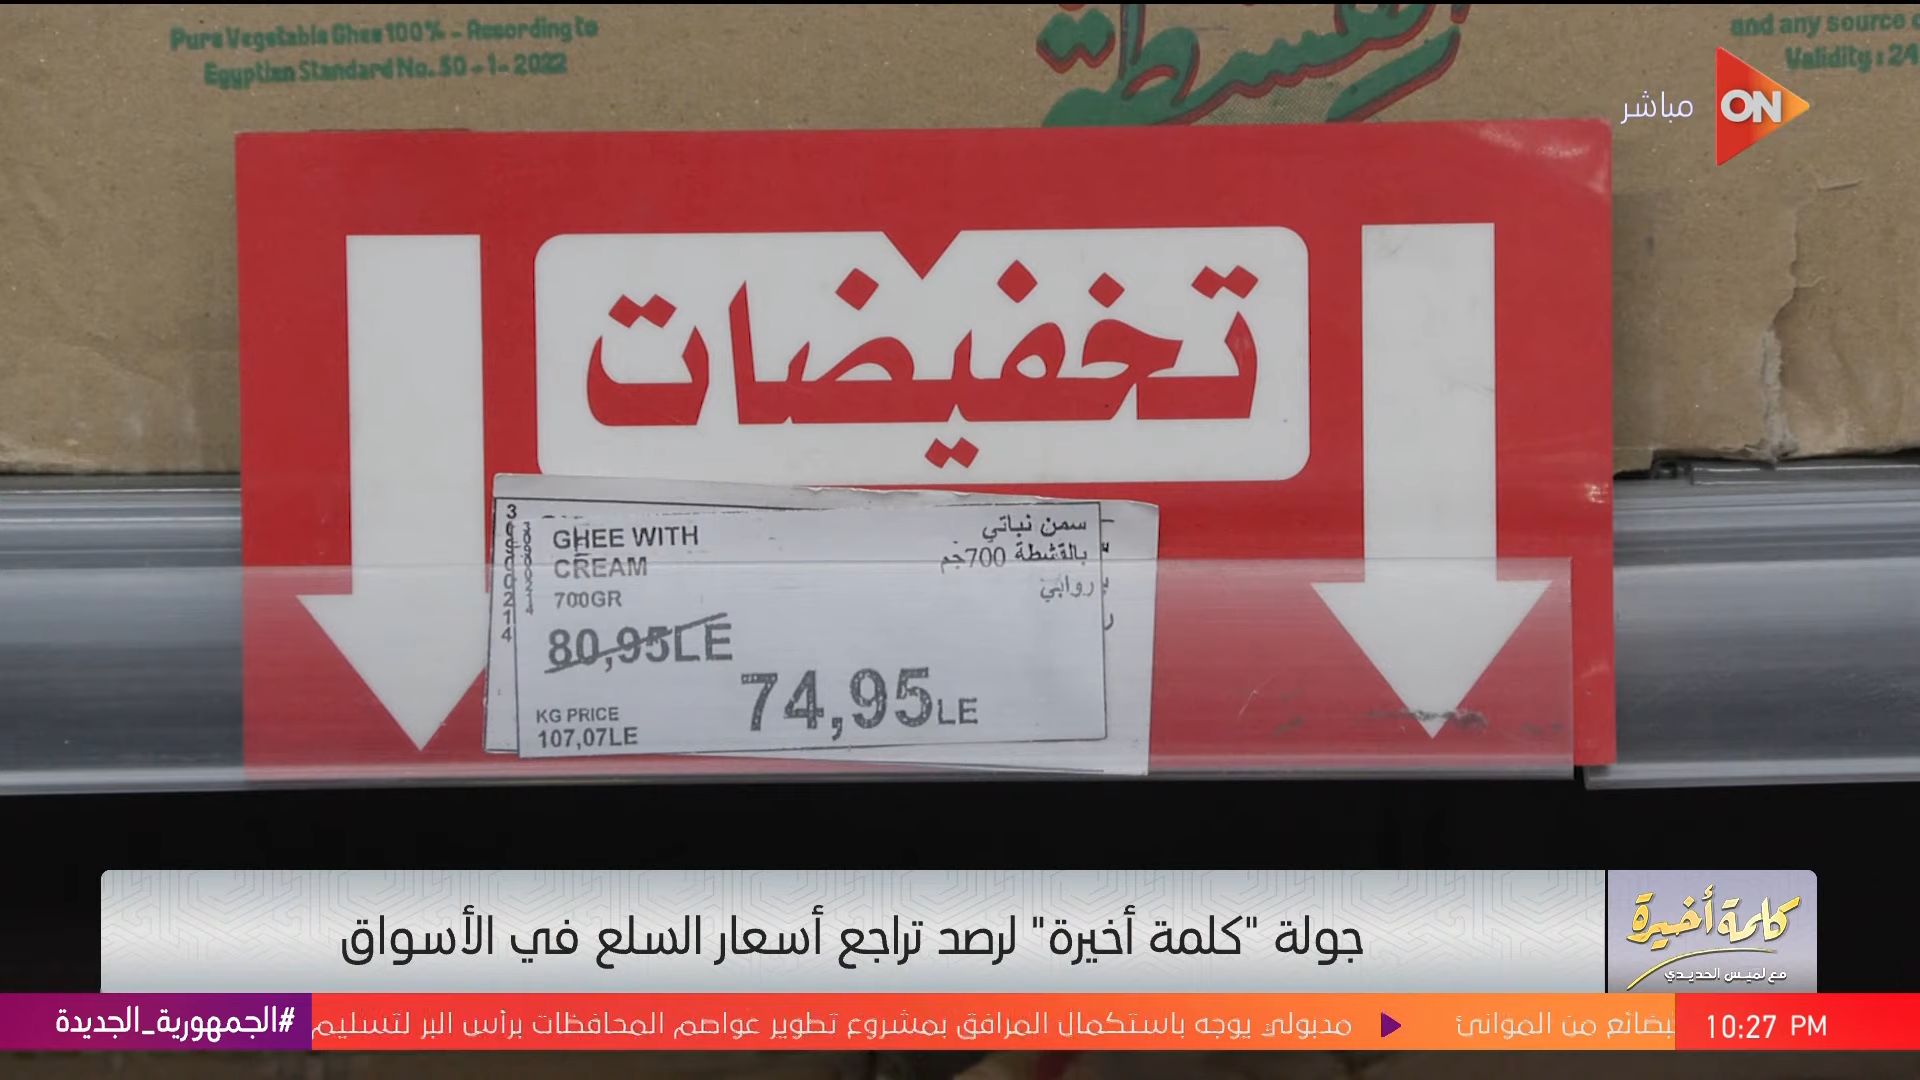 Pure Vegetable Ghee 100% - According to
Egyptian Standard No. 50 - 1 - 2022
and any source
Validity : 24
مباشر
ON
تخفيضات
GHEE WITH
CREAM
700GR
سمن نباتي
بالقشطة 700جم
روابي
80,95LE
74,95LE
KG PRICE
107,07LE
جولة "كلمة أخيرة" لرصد تراجع أسعار السلع في الأسواق
كلمة أخيرة
مع لميس الحديدي
10:27 PM
من الموانئ
مدبولي يوجه باستكمال المرافق بمشروع تطوير عواصم المحافظات برأس البر لتسليم
#الجمهورية_الجديدة